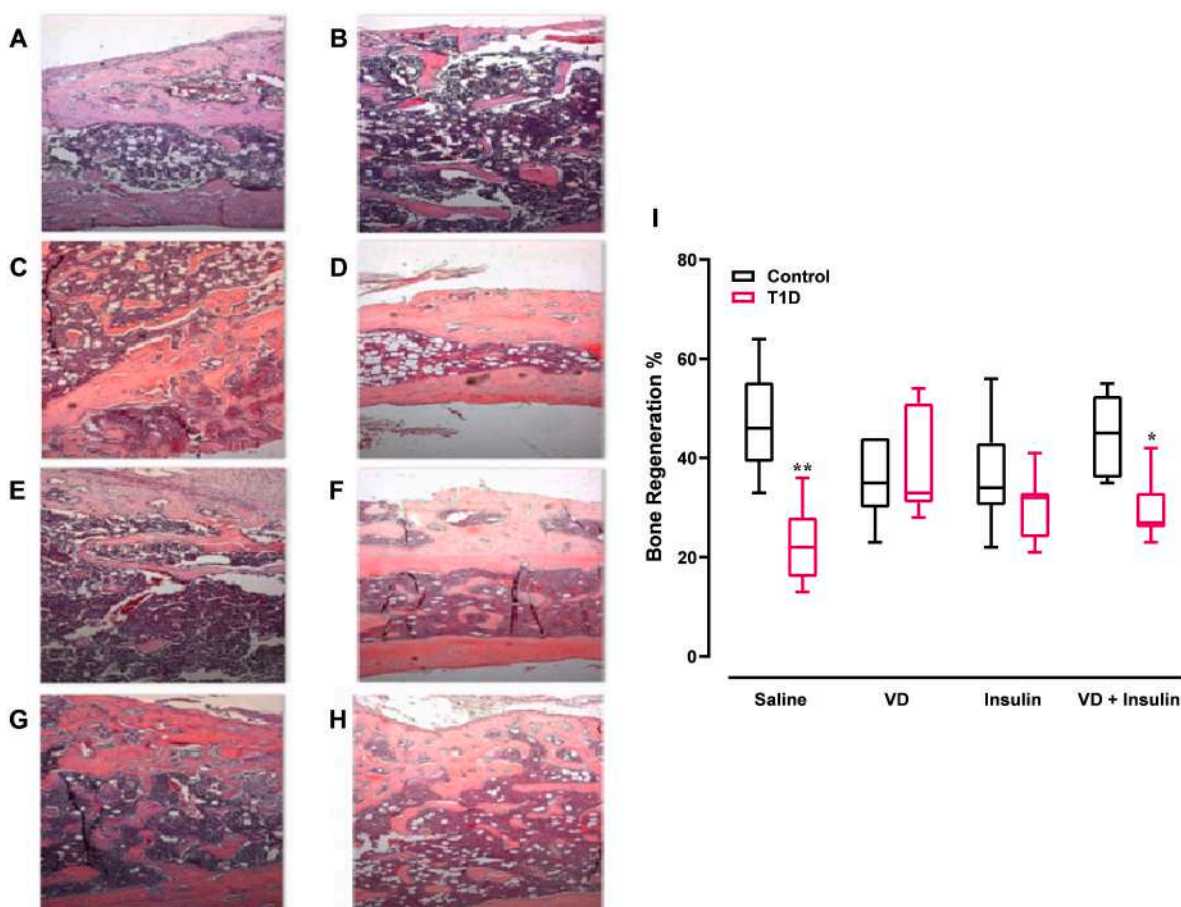 A
B
C
D
E
F
G
H
I
80
Control
T1D
60
40
20
0
Bone Regeneration %
**
*
Saline
VD
Insulin
VD + Insulin